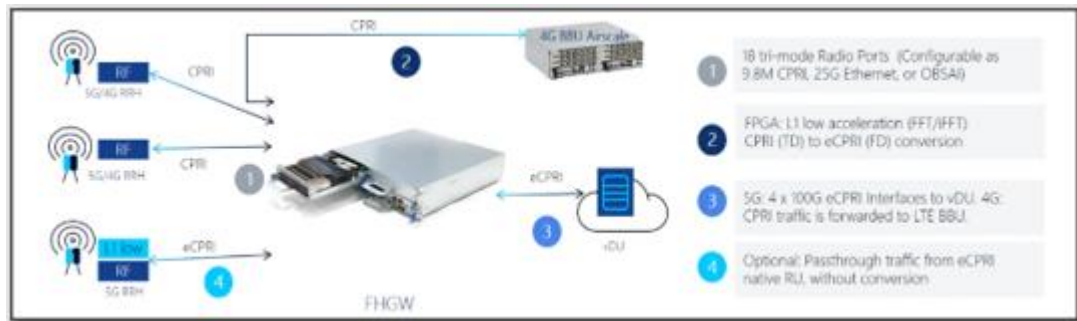 CPRI
4G BBU Airscale
2
RF
CPRI
5G/4G RRH
RF
CPRI
5G/4G RRH
1
eCPRI
3
vDU
L1 low
eCPRI
RF
4
5G RRH
FHGW
1
18 tri-mode Radio Ports (Configurable as
9.8M CPRI, 25G Ethernet, or OBSAI)
2
FPGA: L1 low acceleration (FFT/iFFT)
CPRI (TD) to eCPRI (FD) conversion
3
5G: 4 x 100G eCPRI Interfaces to vDU. 4G:
CPRI traffic is forwarded to LTE BBU.
4
Optional: Passthrough traffic from eCPRI
native RU, without conversion